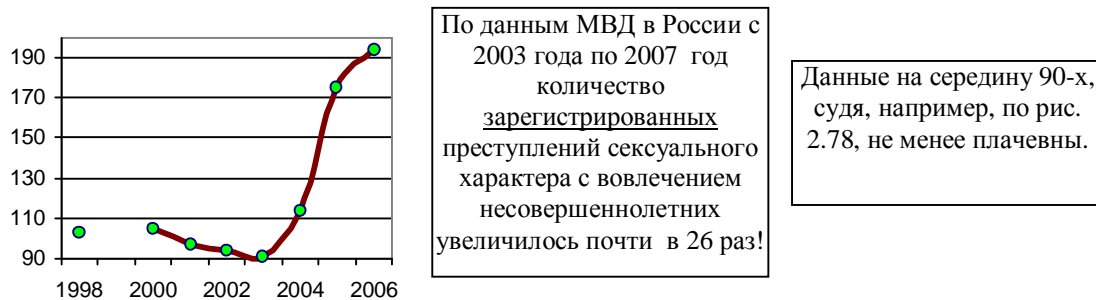 190
170
150
130
110
90
1998 2000 2002 2004 2006
По данным МВД в России с
2003 года по 2007 год
количество
зарегистрированных
преступлений сексуального
характера с вовлечением
несовершеннолетних
увеличилось почти в 26 раз!
Данные на середину 90-х,
судя, например, по рис.
2.78, не менее плачевны.